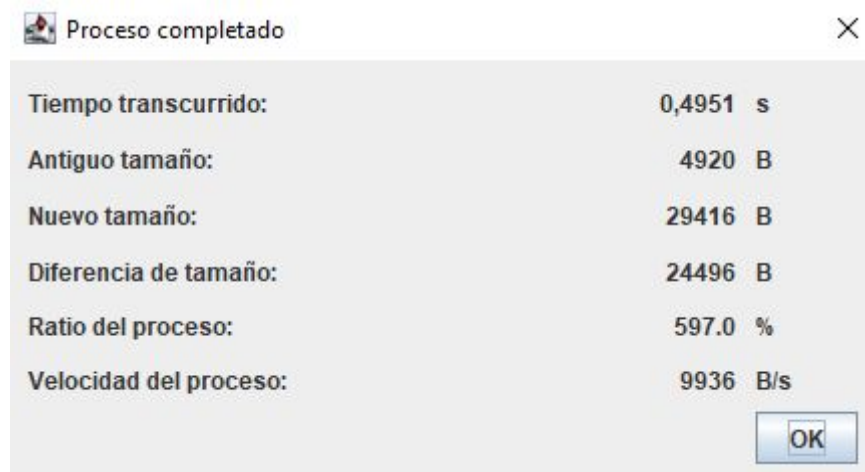 Proceso completado
Tiempo transcurrido: 0,4951 s
Antiguo tamaño: 4920 B
Nuevo tamaño: 29416 B
Diferencia de tamaño: 24496 B
Ratio del proceso: 597.0 %
Velocidad del proceso: 9936 B/s
OK